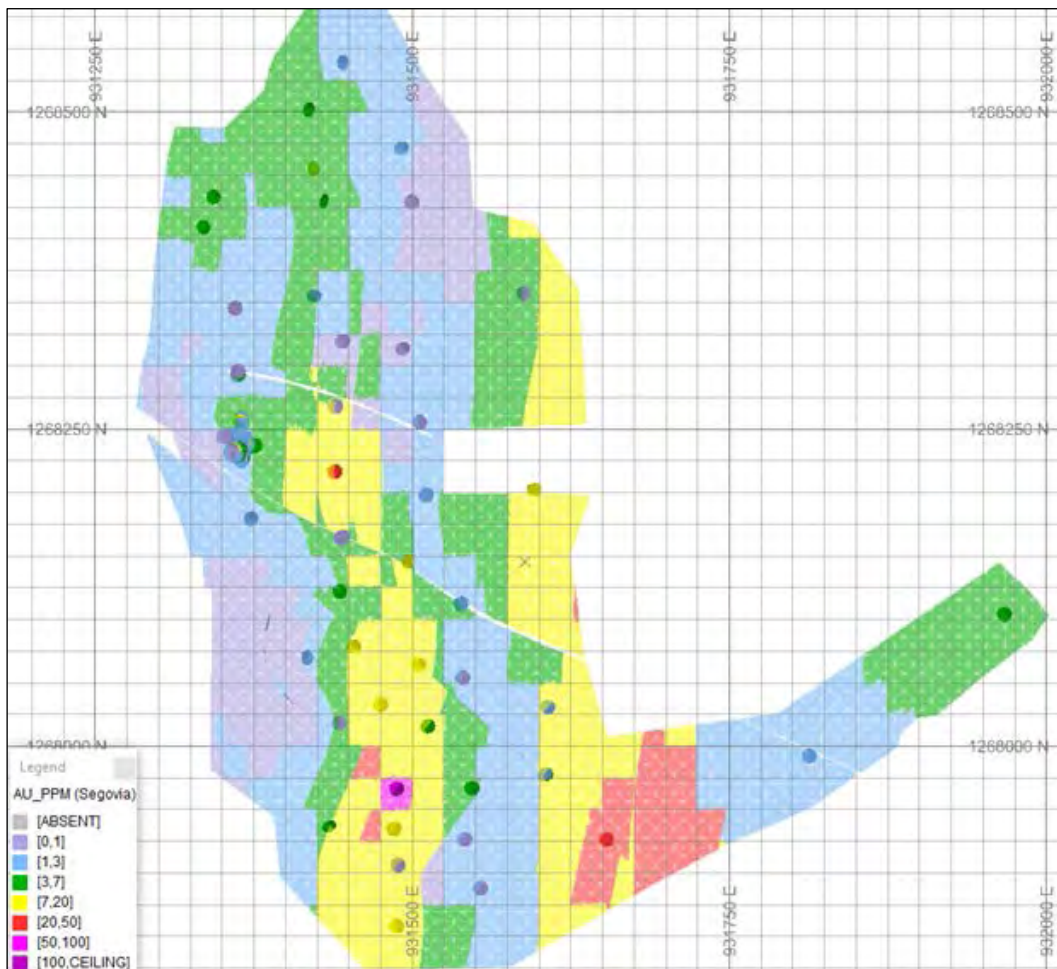 931250 E
931500 E
931750 E
932000 E
1268500 N
1268500 N
1268250 N
1268250 N
1268000 N
1268000 N
Legend
AU_PPM (Segovia)
[ABSENT]
[0,1]
[1,3]
[3,7]
[7,20]
[20,50]
[50,100]
[100,CEILING]
931500 E
931750 E
932000 E